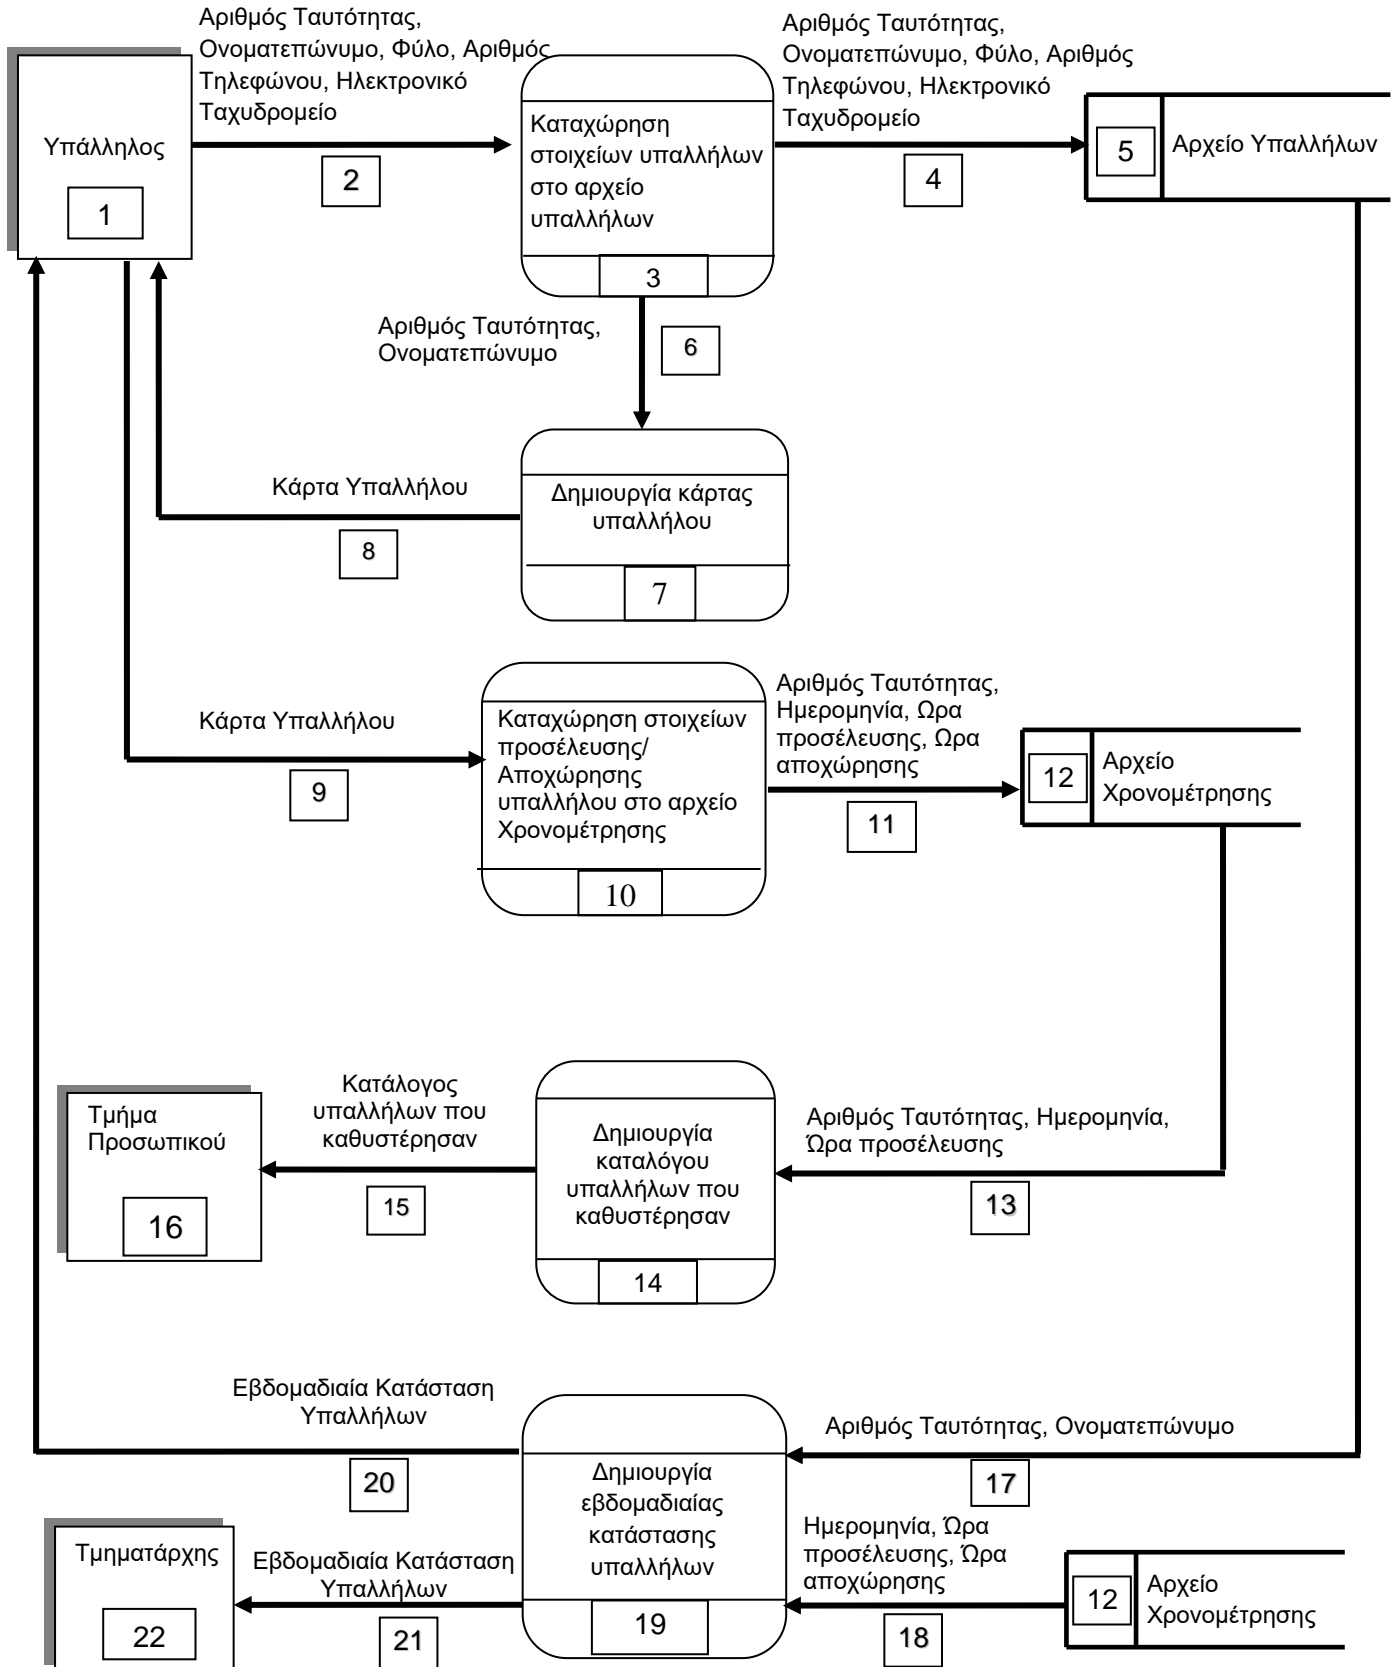 Αριθμός Ταυτότητας,
Ονοματεπώνυμο, Φύλο, Αριθμός
Τηλεφώνου, Ηλεκτρονικό
Ταχυδρομείο
Αριθμός Ταυτότητας,
Ονοματεπώνυμο, Φύλο, Αριθμός
Τηλεφώνου, Ηλεκτρονικό
Ταχυδρομείο
Υπάλληλος
1
2
Καταχώρηση
στοιχείων υπαλλήλων
στο αρχείο
υπαλλήλων
3
4
5
Αρχείο Υπαλλήλων
Αριθμός Ταυτότητας,
Ονοματεπώνυμο
6
Κάρτα Υπαλλήλου
8
Δημιουργία κάρτας
υπαλλήλου
7
Κάρτα Υπαλλήλου
9
Καταχώρηση στοιχείων
προσέλευσης/
Αποχώρησης
υπαλλήλου στο αρχείο
Χρονομέτρησης
10
Αριθμός Ταυτότητας,
Ημερομηνία, Ωρα
προσέλευσης, Ωρα
αποχώρησης
11
12
Αρχείο
Χρονομέτρησης
Τμήμα
Προσωπικού
16
Κατάλογος
υπαλλήλων που
καθυστέρησαν
15
Δημιουργία
καταλόγου
υπαλλήλων που
καθυστέρησαν
14
Αριθμός Ταυτότητας, Ημερομηνία,
Ώρα προσέλευσης
13
Εβδομαδιαία Κατάσταση
Υπαλλήλων
20
Δημιουργία
εβδομαδιαίας
κατάστασης
υπαλλήλων
19
Αριθμός Ταυτότητας, Ονοματεπώνυμο
17
Τμηματάρχης
22
Εβδομαδιαία Κατάσταση
Υπαλλήλων
21
Ημερομηνία, Ώρα
προσέλευσης, Ώρα
αποχώρησης
18
12
Αρχείο
Χρονομέτρησης